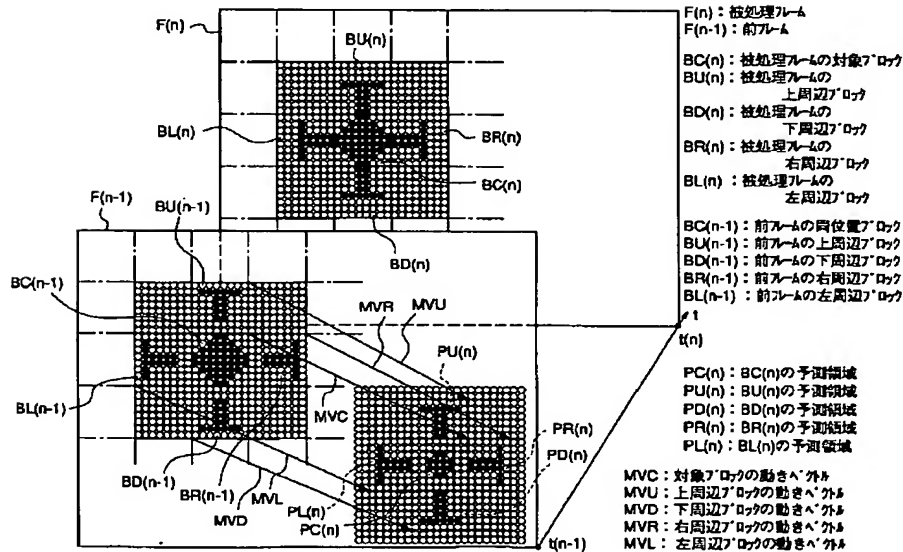 F(n)
BU(n)
BL(n)
BR(n)
BC(n)
BD(n)
F(n-1)
BU(n-1)
BC(n-1)
BL(n-1)
BD(n-1)
BR(n-1)
MVR
MVU
MVC
MVL
MVD
PU(n)
PR(n)
PD(n)
PL(n)
PC(n)
t
t(n)
t(n-1)
F(n) : 被処理フレーム
F(n-1) : 前フレーム
BC(n) : 被処理フレームの対象ブロック
BU(n) : 被処理フレームの
上周辺ブロック
BD(n) : 被処理フレームの
下周辺ブロック
BR(n) : 被処理フレームの
右周辺ブロック
BL(n) : 被処理フレームの
左周辺ブロック
BC(n-1) : 前フレームの同位置ブロック
BU(n-1) : 前フレームの上周辺ブロック
BD(n-1) : 前フレームの下周辺ブロック
BR(n-1) : 前フレームの右周辺ブロック
BL(n-1) : 前フレームの左周辺ブロック
PC(n) : BC(n)の予測領域
PU(n) : BU(n)の予測領域
PD(n) : BD(n)の予測領域
PR(n) : BR(n)の予測領域
PL(n) : BL(n)の予測領域
MVC : 対象ブロックの動きベクトル
MVU : 上周辺ブロックの動きベクトル
MVD : 下周辺ブロックの動きベクトル
MVR : 右周辺ブロックの動きベクトル
MVL : 左周辺ブロックの動きベクトル